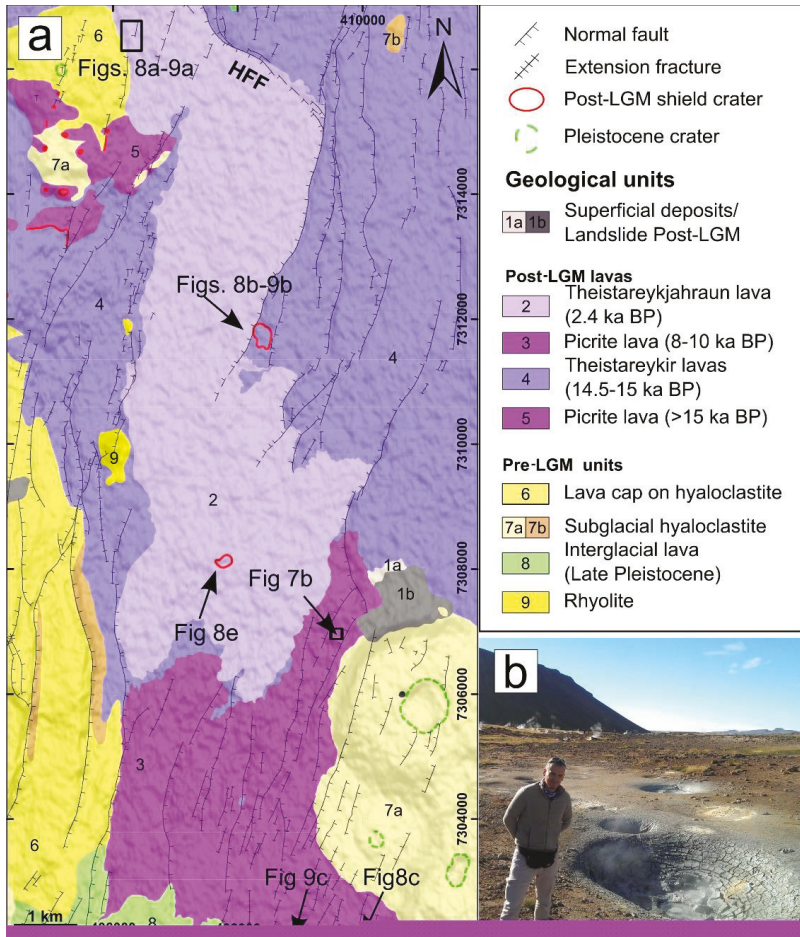 a
6
Figs. 8a-9a
HFF
410000
7b
N
5
7a
7314000
4
Figs. 8b-9b
7312000
4
9
7310000
2
1a
1b
7308000
Fig 7b
Fig 8e
7306000
3
7a
7304000
6
Fig 9c
Fig8c
1 km
8
Normal fault
Extension fracture
Post-LGM shield crater
Pleistocene crater
Geological units
1a 1b Superficial deposits/
Landslide Post-LGM
Post-LGM lavas
2 Theistareykjahraun lava
(2.4 ka BP)
3 Picrite lava (8-10 ka BP)
4 Theistareykir lavas
(14.5-15 ka BP)
5 Picrite lava (>15 ka BP)
Pre-LGM units
6 Lava cap on hyaloclastite
7a 7b Subglacial hyaloclastite
8 Interglacial lava
(Late Pleistocene)
9 Rhyolite
b